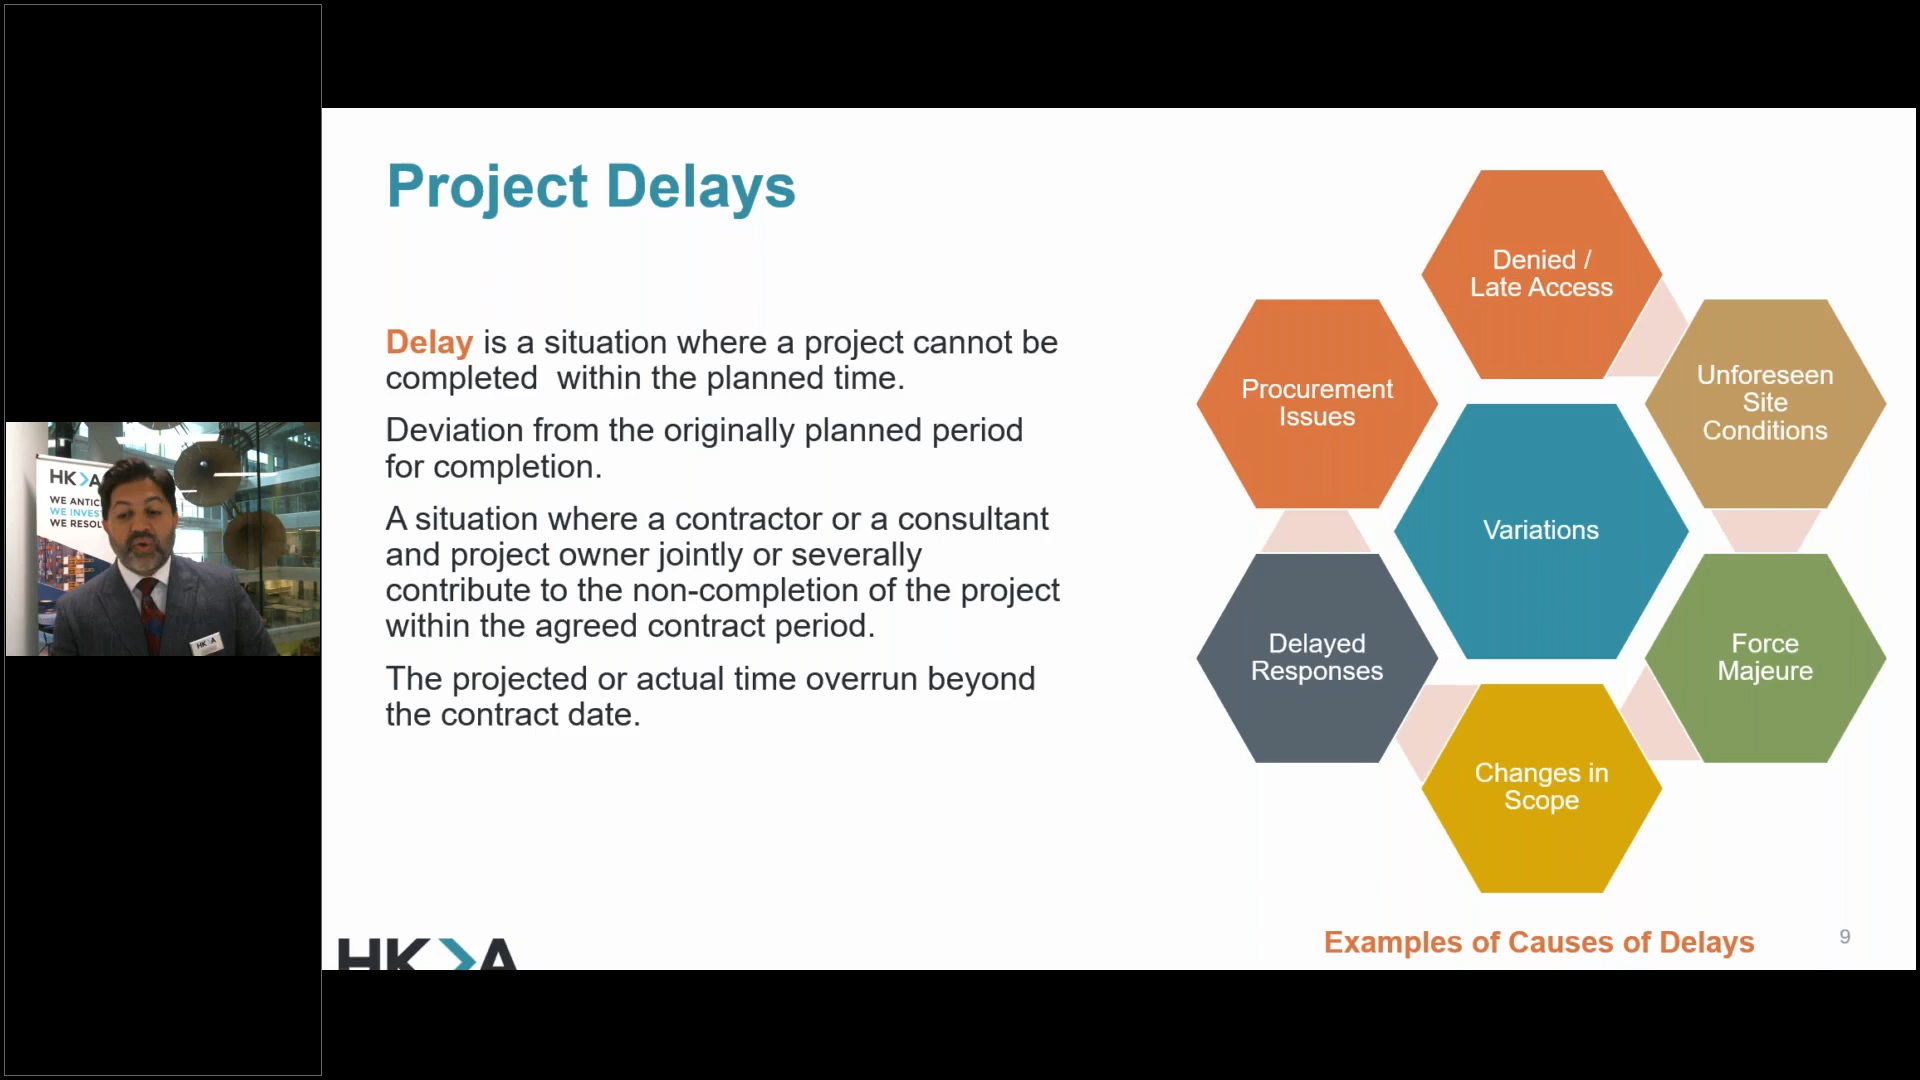 Project Delays
Delay is a situation where a project cannot be
completed  within the planned time.
Deviation from the originally planned period
for completion.
A situation where a contractor or a consultant
and project owner jointly or severally
contribute to the non-completion of the project
within the agreed contract period.
The projected or actual time overrun beyond
the contract date.
Denied /
Late Access
Unforeseen
Site
Conditions
Procurement
Issues
Variations
Delayed
Responses
Force
Majeure
Changes in
Scope
Examples of Causes of Delays
9
HKA
HKA
WE ANTIC
WE INVES
WE RESOL
HKA